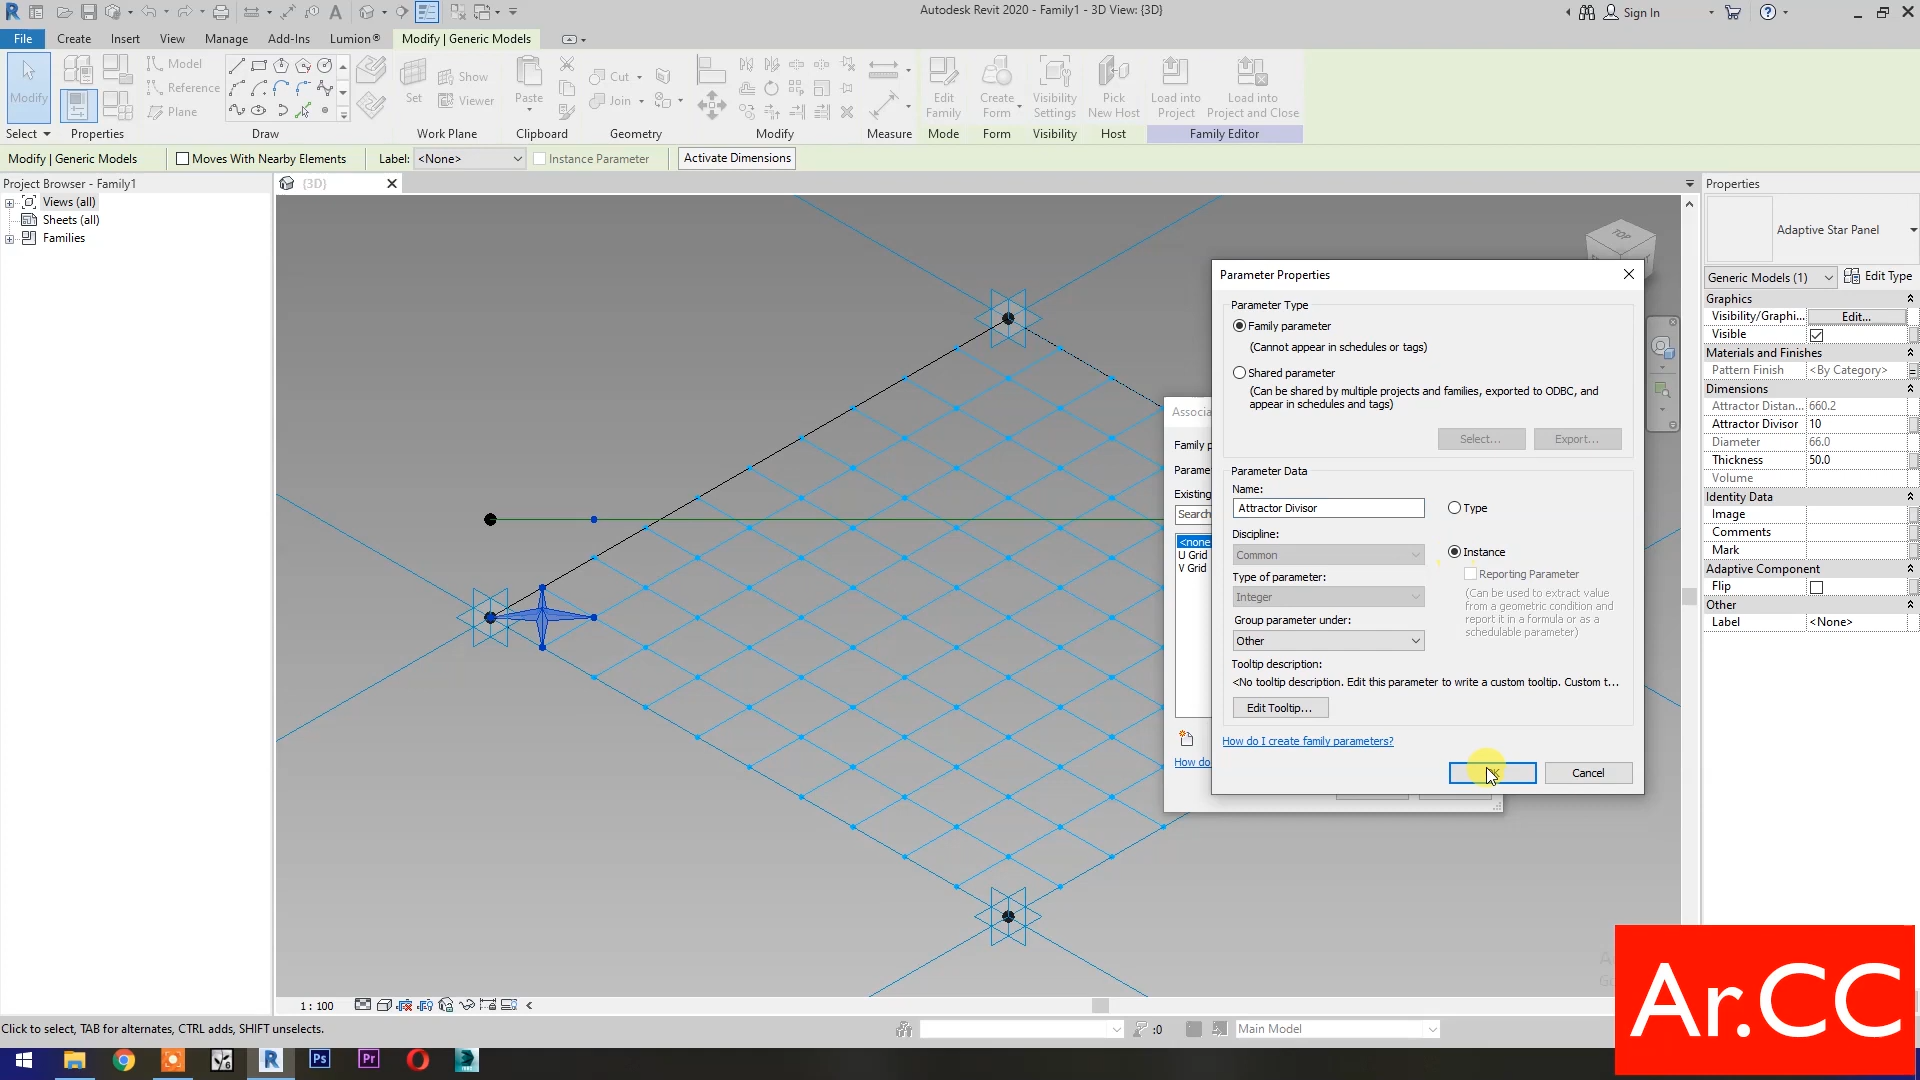 Autodesk Revit 2020 - Family1 - 3D View: {3D}
Sign In
File Create Insert View Manage Add-Ins Lumion® Modify | Generic Models
Modify
Model
Reference
Plane
Set
Show
Viewer
Paste
Cut
Join
Edit Family
Create Form
Visibility Settings
Pick New Host
Load into Project
Load into Project and Close
Select Properties Draw Work Plane Clipboard Geometry Modify Measure Mode Form Visibility Host Family Editor
Modify | Generic Models Moves With Nearby Elements Label: <None> Instance Parameter Activate Dimensions
Project Browser - Family1
Views (all)
Sheets (all)
Families
{3D}
TOP
Associa
Family p
Parame
Existing
Search
<none
U Grid
V Grid
How do
Parameter Properties
Parameter Type
Family parameter
(Cannot appear in schedules or tags)
Shared parameter
(Can be shared by multiple projects and families, exported to ODBC, and
appear in schedules and tags)
Select... Export...
Parameter Data
Name:
Attractor Divisor
Type
Discipline:
Common
Instance
Type of parameter:
Reporting Parameter
Integer
(Can be used to extract value
from a geometric condition and
report it in a formula or as a
schedulable parameter)
Group parameter under:
Other
Tooltip description:
<No tooltip description. Edit this parameter to write a custom tooltip. Custom t...
Edit Tooltip...
How do I create family parameters?
Cancel
Properties
Adaptive Star Panel
Generic Models (1) Edit Type
Graphics
Visibility/Graphi... Edit...
Visible
Materials and Finishes
Pattern Finish <By Category>
Dimensions
Attractor Distan... 660.2
Attractor Divisor 10
Diameter 66.0
Thickness 50.0
Volume
Identity Data
Image
Comments
Mark
Adaptive Component
Flip
Other
Label <None>
1 : 100
Click to select, TAB for alternates, CTRL adds, SHIFT unselects.
:0
Main Model
Ar.CC
R
Ps
Pr